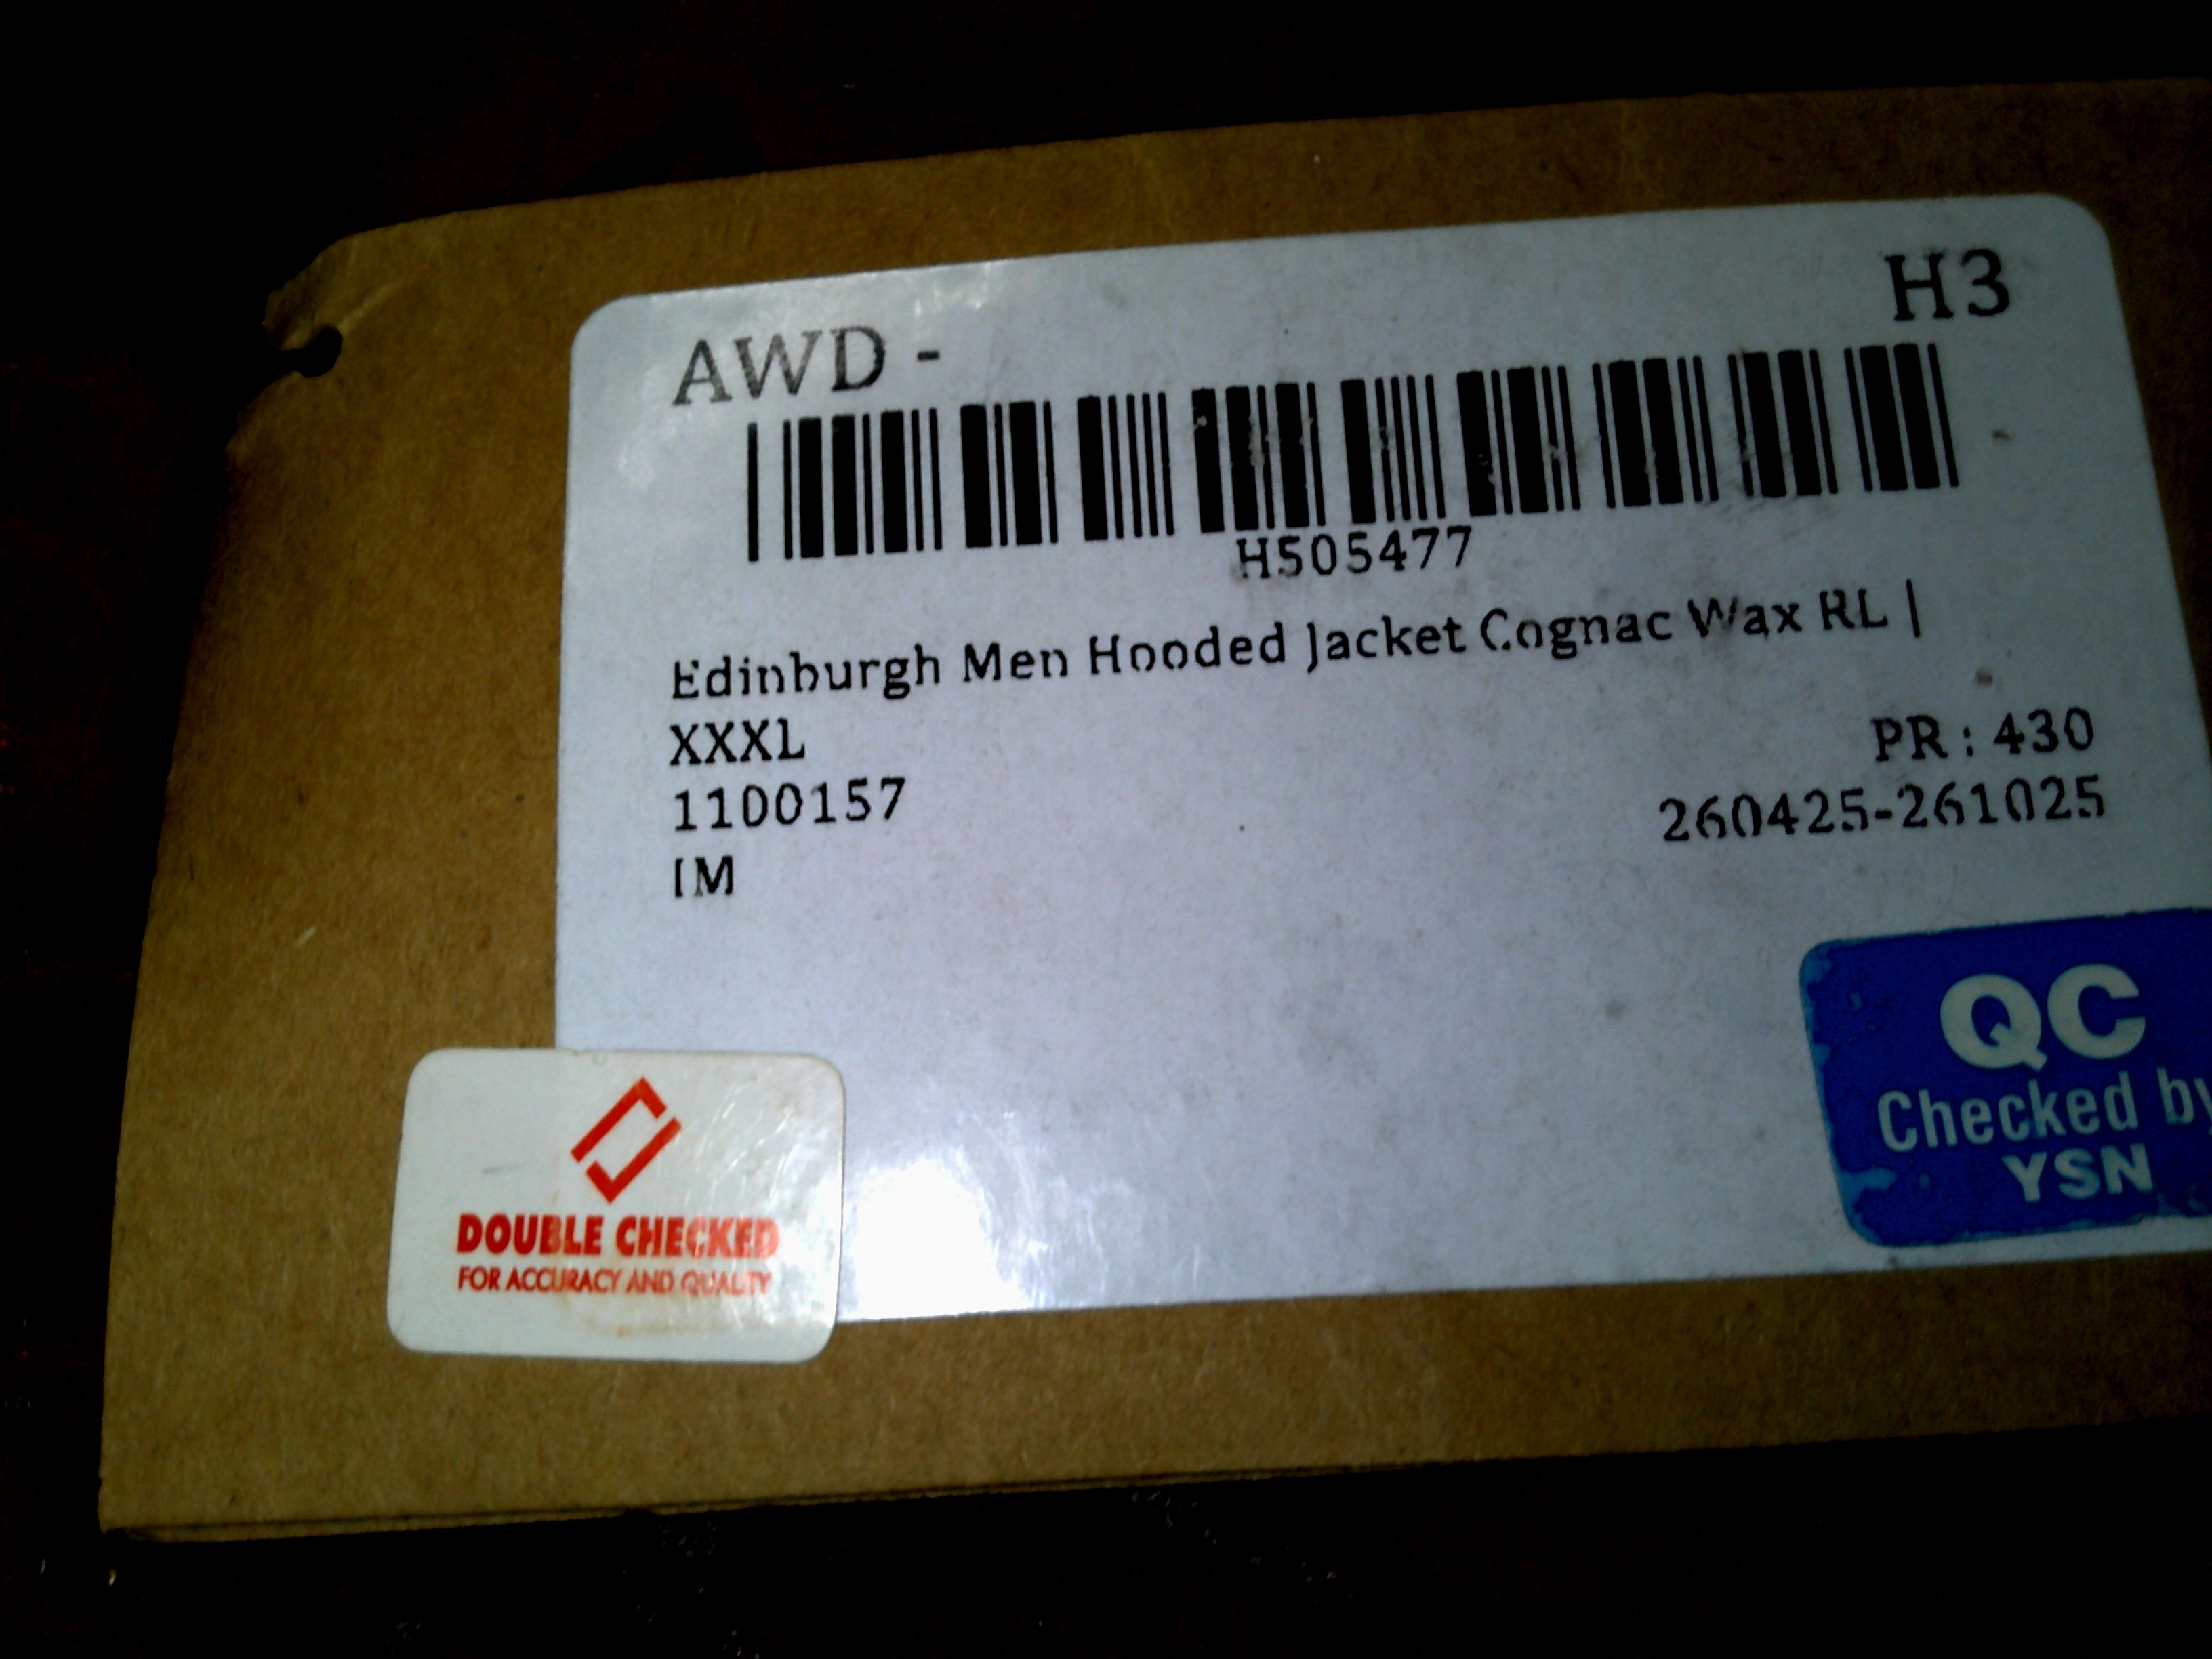 AWD - H3
H505477
Edinburgh Men Hooded Jacket Cognac Wax RL |
XXXL
PR : 430
1100157
260425-261025
IM
QC
Checked by
YSN
DOUBLE CHECKED
FOR ACCURACY AND QUALITY